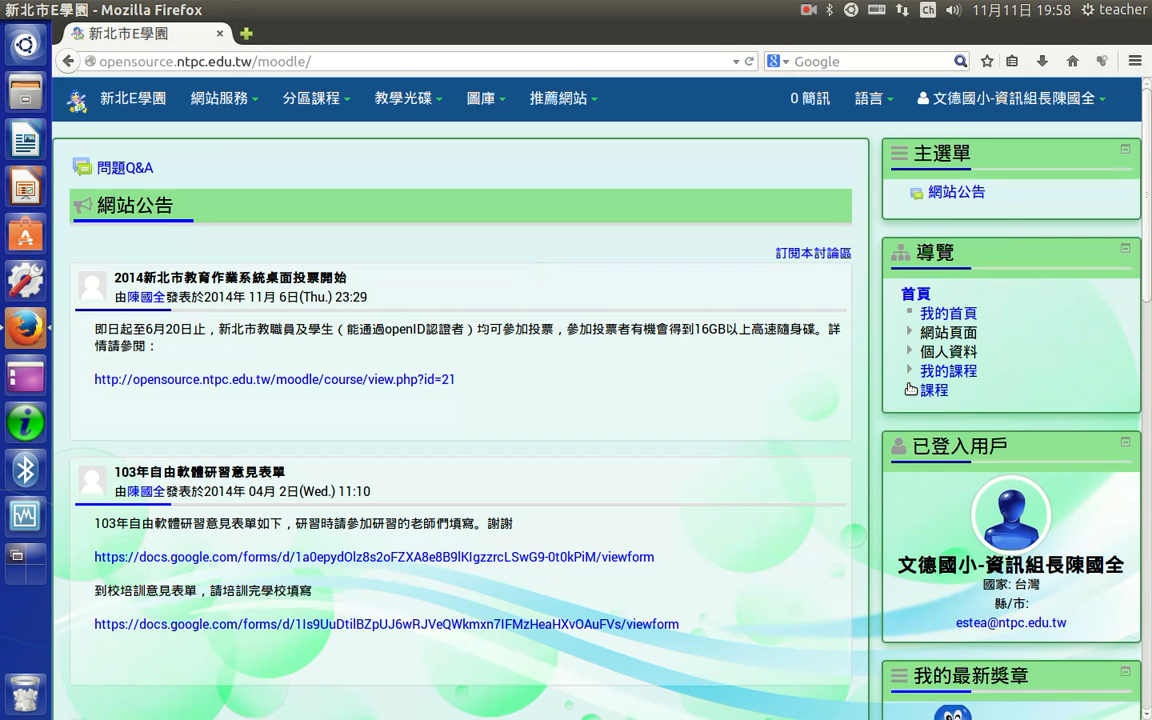 新北市E學園 - Mozilla Firefox
Ch
11月11日 19:58
teacher
新北市E學園
opensource.ntpc.edu.tw/moodle/
Google
新北E學園
網站服務
分區課程
教學光碟
圖庫
推薦網站
0 簡訊
語言
文德國小-資訊組長陳國全
問題Q&A
網站公告
訂閱本討論區
2014新北市教育作業系統桌面投票開始
由陳國全發表於2014年 11月 6日(Thu.) 23:29
即日起至6月20日止，新北市教職員及學生（能通過openID認證者）均可參加投票，參加投票者有機會得到16GB以上高速隨身碟。詳
情請參閱：
http://opensource.ntpc.edu.tw/moodle/course/view.php?id=21
103年自由軟體研習意見表單
由陳國全發表於2014年 04月 2日(Wed.) 11:10
103年自由軟體研習意見表單如下，研習時請參加研習的老師們填寫。謝謝
https://docs.google.com/forms/d/1a0epydOlz8s2oFZXA8e8B9lKIgzzrcLSwG9-0t0kPiM/viewform
到校培訓意見表單，請培訓完學校填寫
https://docs.google.com/forms/d/1Is9UuDtilBZpUJ6wRJVeQWkmxn7IFMzHeaHXvOAuFVs/viewform
主選單
網站公告
導覽
首頁
我的首頁
網站頁面
個人資料
我的課程
課程
已登入用戶
文德國小-資訊組長陳國全
國家: 台灣
縣/市:
estea@ntpc.edu.tw
我的最新獎章